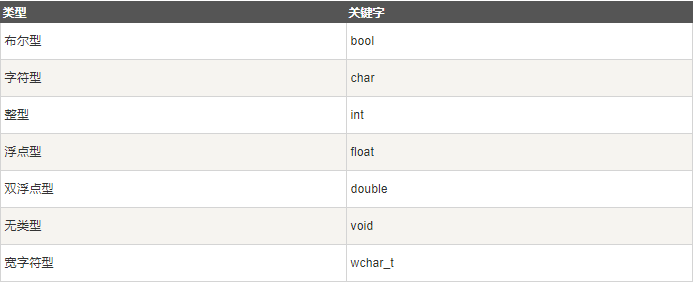 类型 关键字
布尔型 bool
字符型 char
整型 int
浮点型 float
双浮点型 double
无类型 void
宽字符型 wchar_t